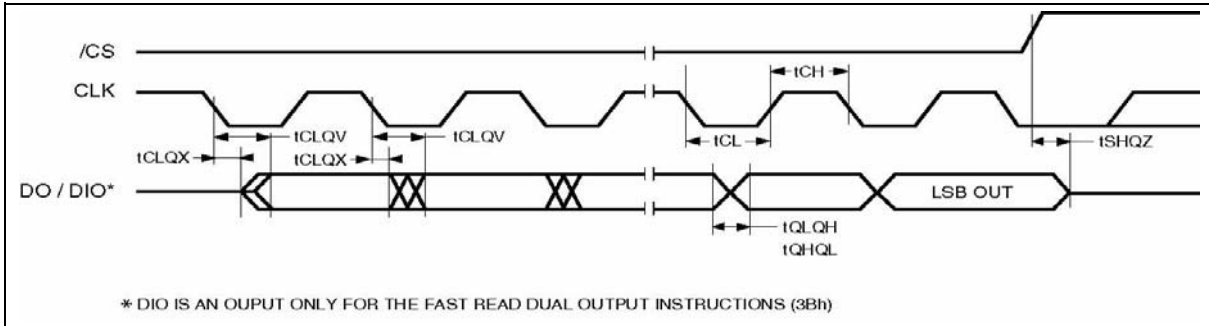 /CS
CLK
tCH
tCLQV
tCLQV
tCL
tSHQZ
tCLQX
tCLQX
DO / DIO*
LSB OUT
tQLQH
tQHQL
* DIO IS AN OUPUT ONLY FOR THE FAST READ DUAL OUTPUT INSTRUCTIONS (3Bh)